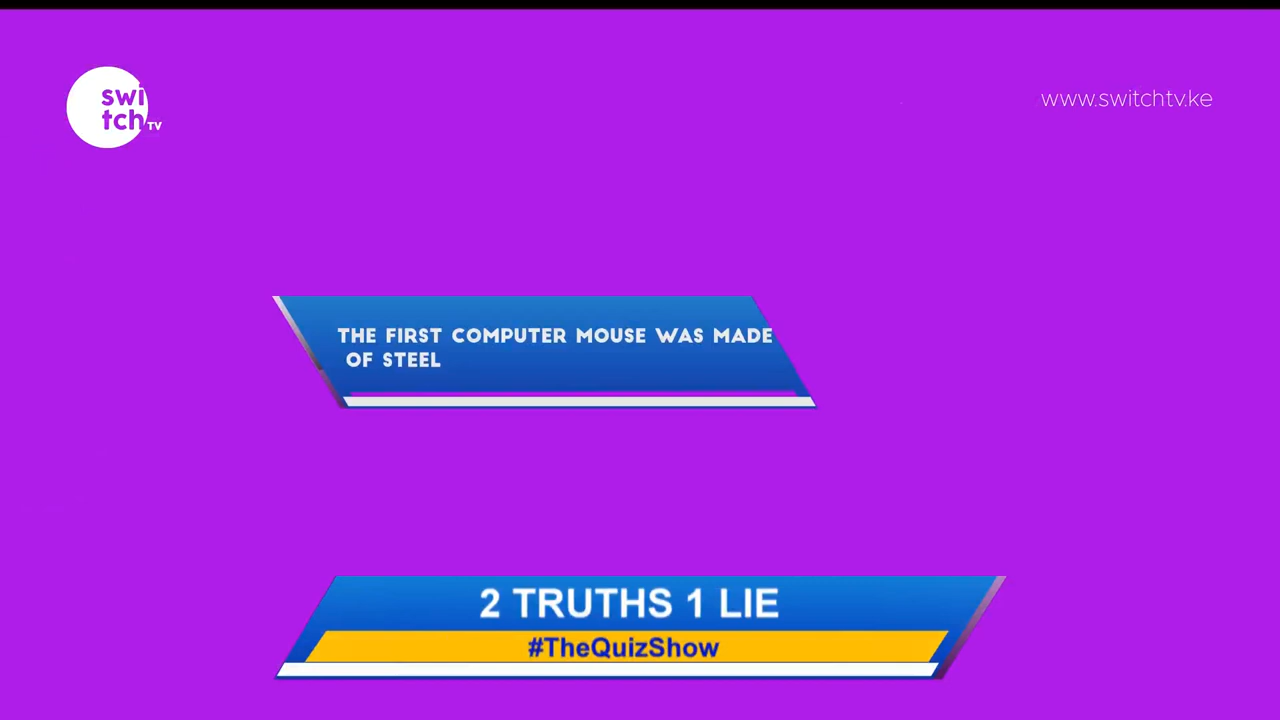 swi
tch TV
www.switchtv.ke
THE FIRST COMPUTER MOUSE WAS MADE
OF STEEL
2 TRUTHS 1 LIE
#TheQuizShow